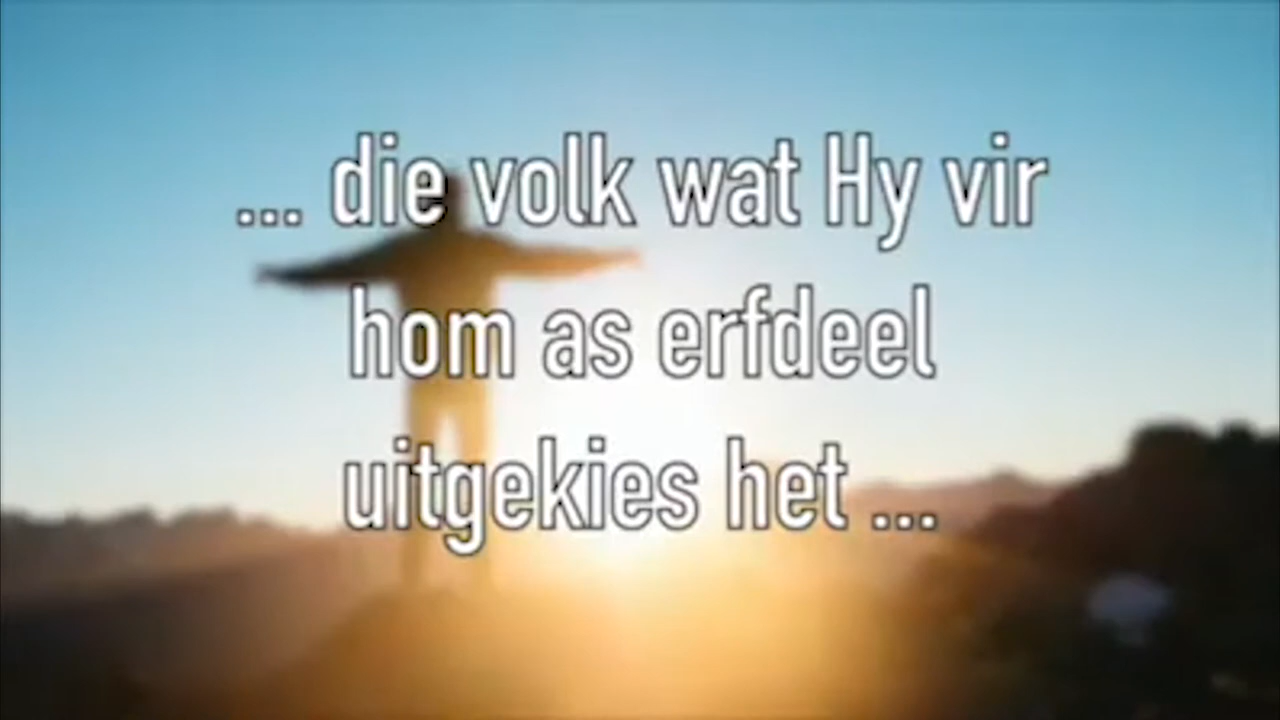 ... die volk wat Hy vir
hom as erfdeel
uitgekies het ...